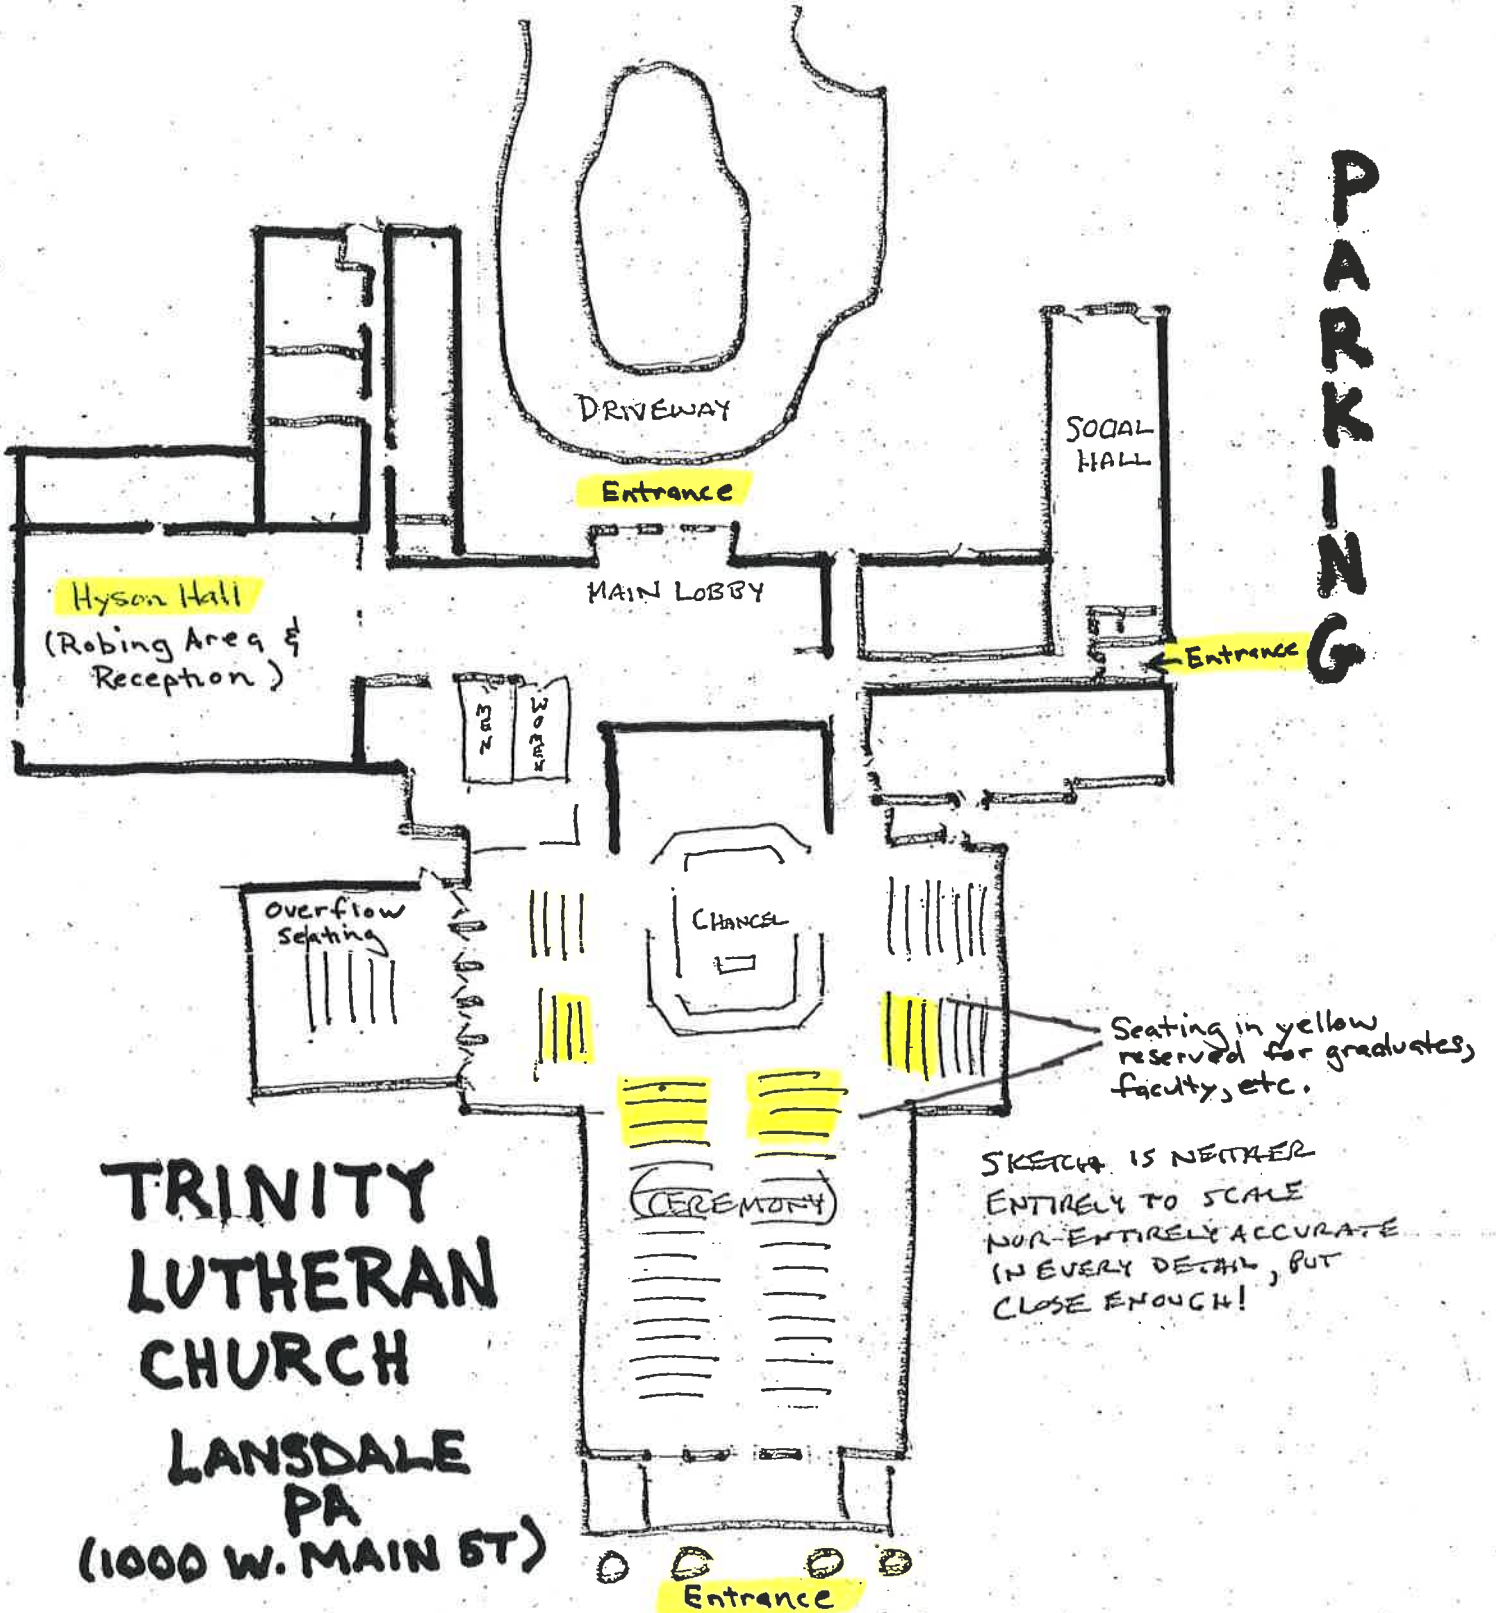 PARKING
DRIVEWAY
SOCIAL
HALL
Entrance
MAIN LOBBY
Hyson Hall
(Robing Area &
Reception)
← Entrance
MEN
WOMEN
CHANCEL
Overflow
Seating
Seating in yellow
reserved for graduates,
faculty, etc.
(CEREMONY)
SKETCH IS NEITHER
ENTIRELY TO SCALE
NOR ENTIRELY ACCURATE
IN EVERY DETAIL, BUT
CLOSE ENOUGH!
TRINITY
LUTHERAN
CHURCH
LANSDALE
PA
(1000 W. MAIN ST)
Entrance